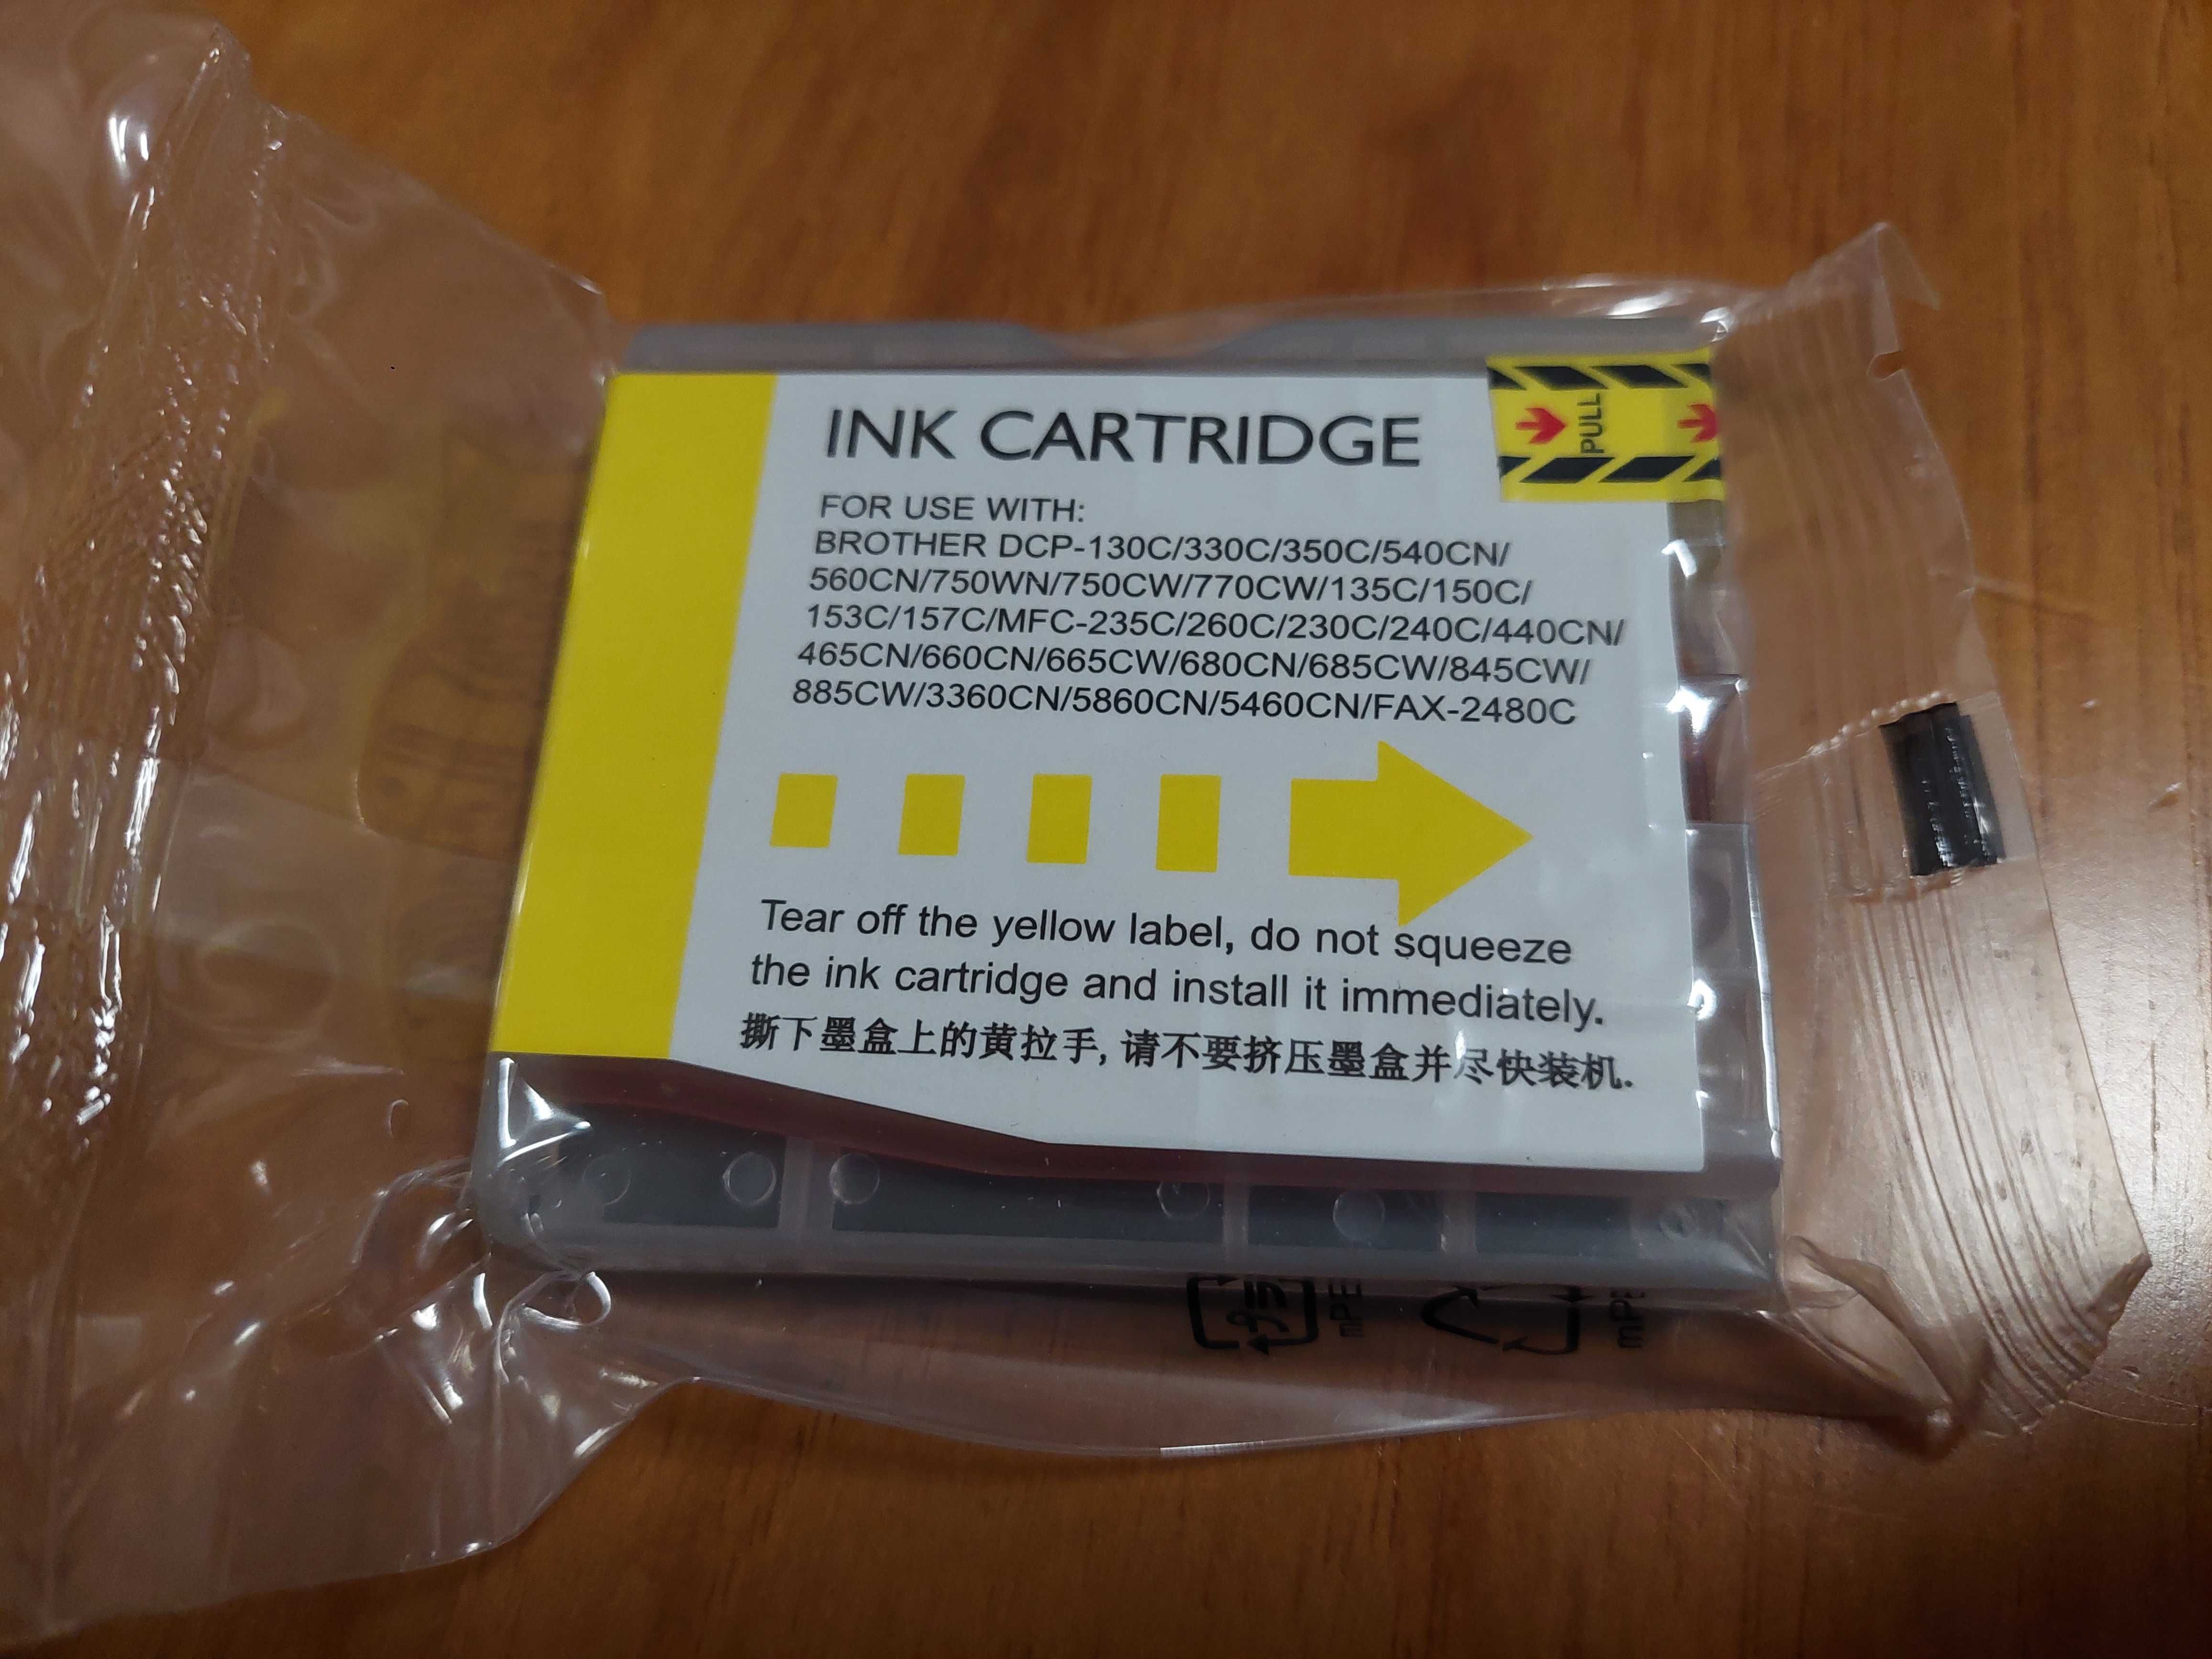 INK CARTRIDGE
PULL
FOR USE WITH:
BROTHER DCP-130C/330C/350C/540CN/
560CN/750WN/750CW/770CW/135C/150C/
153C/157C/MFC-235C/260C/230C/240C/440CN/
465CN/660CN/665CW/680CN/685CW/845CW/
885CW/3360CN/5860CN/5460CN/FAX-2480C
Tear off the yellow label, do not squeeze
the ink cartridge and install it immediately.
撕下墨盒上的黄拉手, 请不要挤压墨盒并尽快装机.
プラ